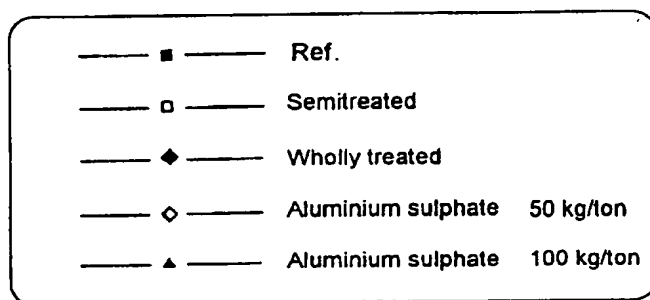 Ref.
Semitreated
Wholly treated
Aluminium sulphate 50 kg/ton
Aluminium sulphate 100 kg/ton